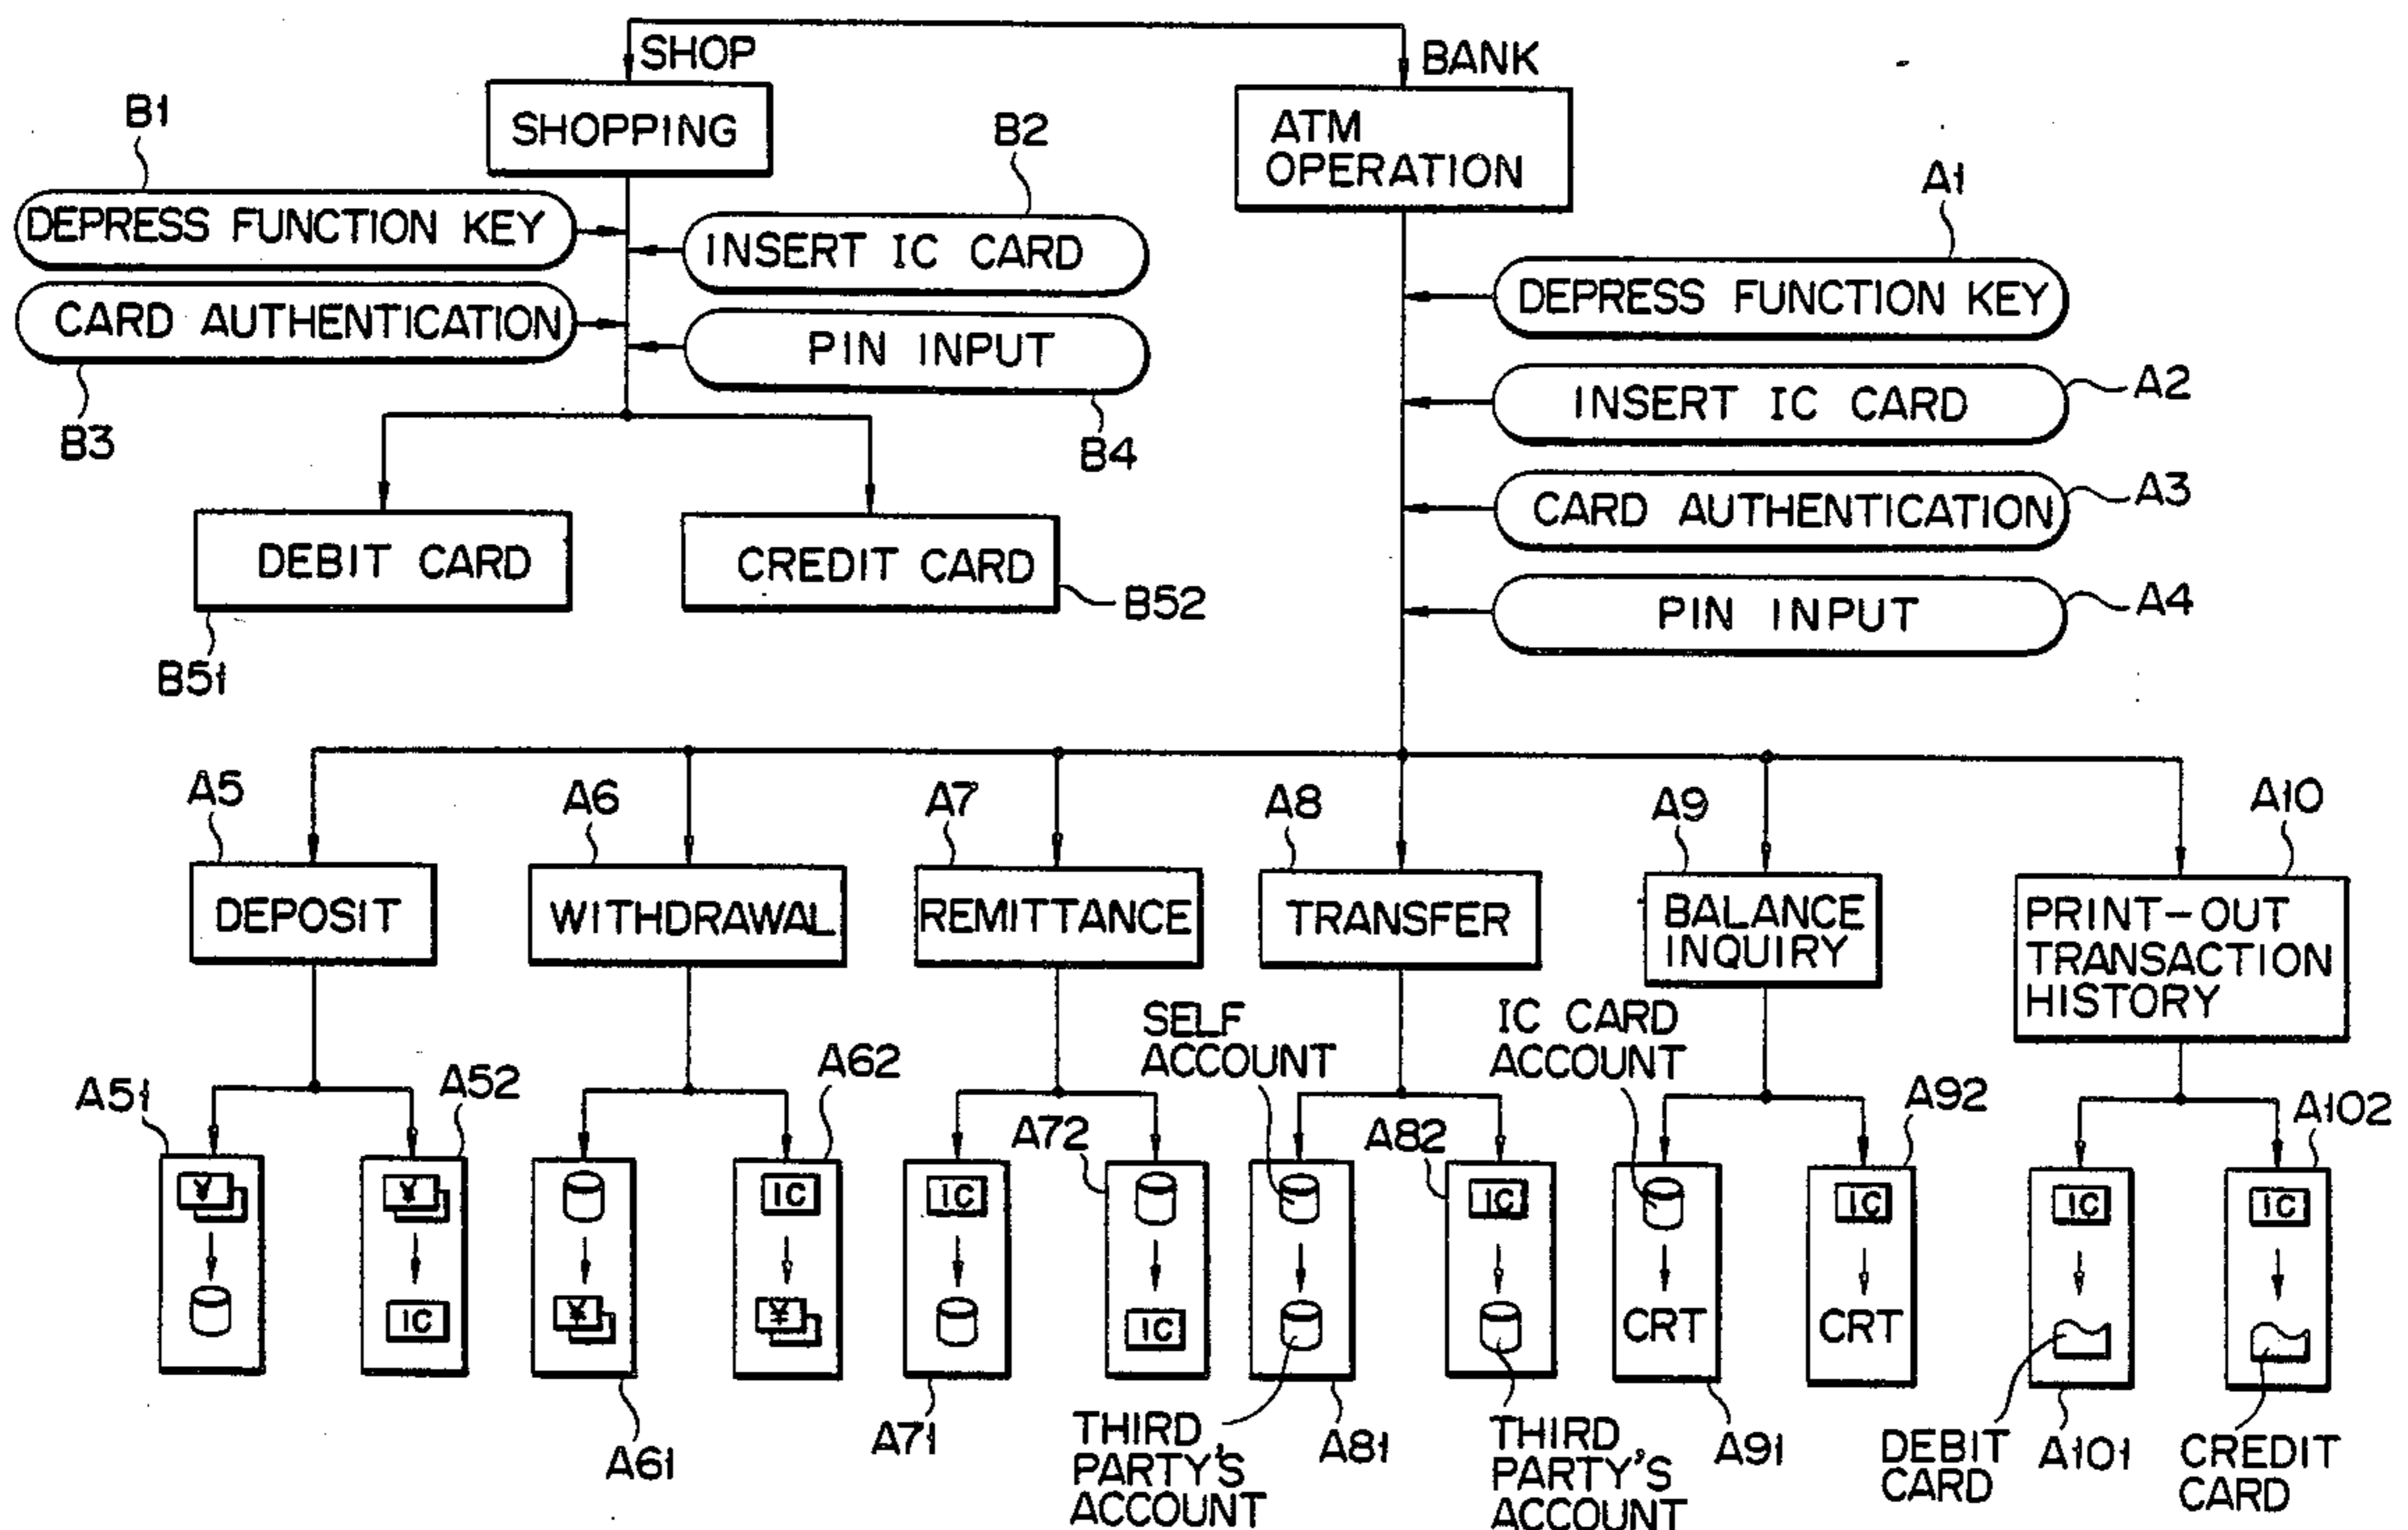 SHOP
BANK
SHOPPING
ATM
OPERATION
B1
B2
A1
DEPRESS FUNCTION KEY
INSERT IC CARD
DEPRESS FUNCTION KEY
CARD AUTHENTICATION
PIN INPUT
INSERT IC CARD
A2
B3
B4
CARD AUTHENTICATION
A3
DEBIT CARD
CREDIT CARD
B52
PIN INPUT
A4
B51
A5
A6
A7
A8
A9
A10
DEPOSIT
WITHDRAWAL
REMITTANCE
TRANSFER
BALANCE
INQUIRY
PRINT-OUT
TRANSACTION
HISTORY
SELF
ACCOUNT
IC CARD
ACCOUNT
A51
A52
A62
A72
A82
A92
A102
¥
¥
IC
IC
IC
IC
IC
IC
IC
¥
¥
IC
CRT
CRT
A61
A71
THIRD
PARTY'S
ACCOUNT
A81
THIRD
PARTY'S
ACCOUNT
A91
DEBIT
CARD
A101
CREDIT
CARD